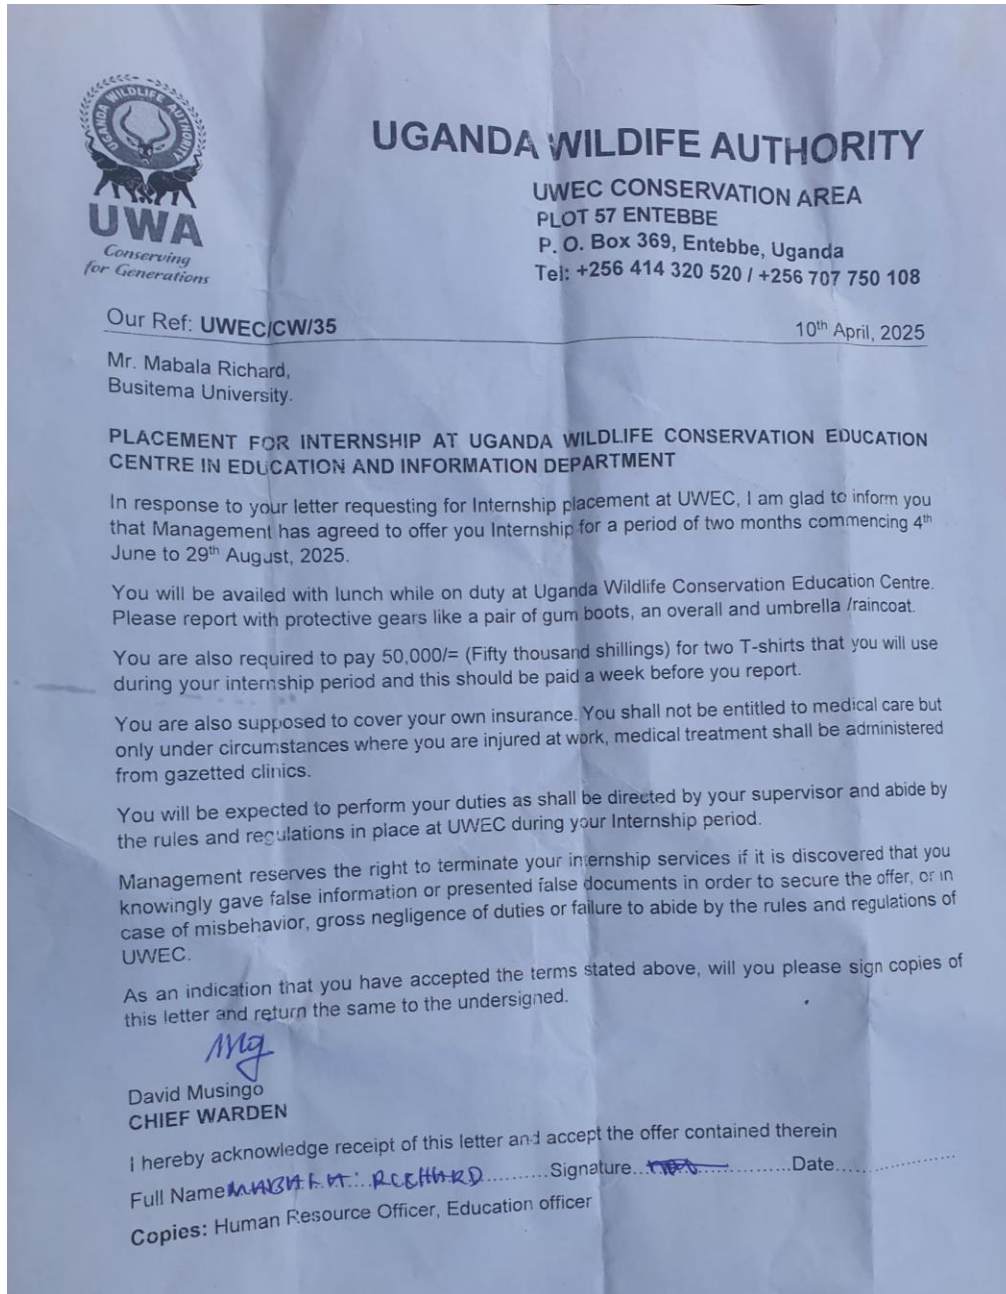 UGANDA WILDLIFE AUTHORITY
UWA
Conserving
for Generations
UGANDA WILDIFE AUTHORITY
UWEC CONSERVATION AREA
PLOT 57 ENTEBBE
P. O. Box 369, Entebbe, Uganda
Tel: +256 414 320 520 / +256 707 750 108
Our Ref: UWEC/CW/35
10th April, 2025
Mr. Mabala Richard,
Busitema University.
PLACEMENT FOR INTERNSHIP AT UGANDA WILDLIFE CONSERVATION EDUCATION
CENTRE IN EDUCATION AND INFORMATION DEPARTMENT
In response to your letter requesting for Internship placement at UWEC, I am glad to inform you
that Management has agreed to offer you Internship for a period of two months commencing 4th
June to 29th August, 2025.
You will be availed with lunch while on duty at Uganda Wildlife Conservation Education Centre.
Please report with protective gears like a pair of gum boots, an overall and umbrella /raincoat.
You are also required to pay 50,000/= (Fifty thousand shillings) for two T-shirts that you will use
during your internship period and this should be paid a week before you report.
You are also supposed to cover your own insurance. You shall not be entitled to medical care but
only under circumstances where you are injured at work, medical treatment shall be administered
from gazetted clinics.
You will be expected to perform your duties as shall be directed by your supervisor and abide by
the rules and regulations in place at UWEC during your Internship period.
Management reserves the right to terminate your internship services if it is discovered that you
knowingly gave false information or presented false documents in order to secure the offer, or in
case of misbehavior, gross negligence of duties or failure to abide by the rules and regulations of
UWEC.
As an indication that you have accepted the terms stated above, will you please sign copies of
this letter and return the same to the undersigned.
David Musingo
CHIEF WARDEN
I hereby acknowledge receipt of this letter and accept the offer contained therein
Full Name MABALA RICHARD..........Signature..................Date..................
Copies: Human Resource Officer, Education officer